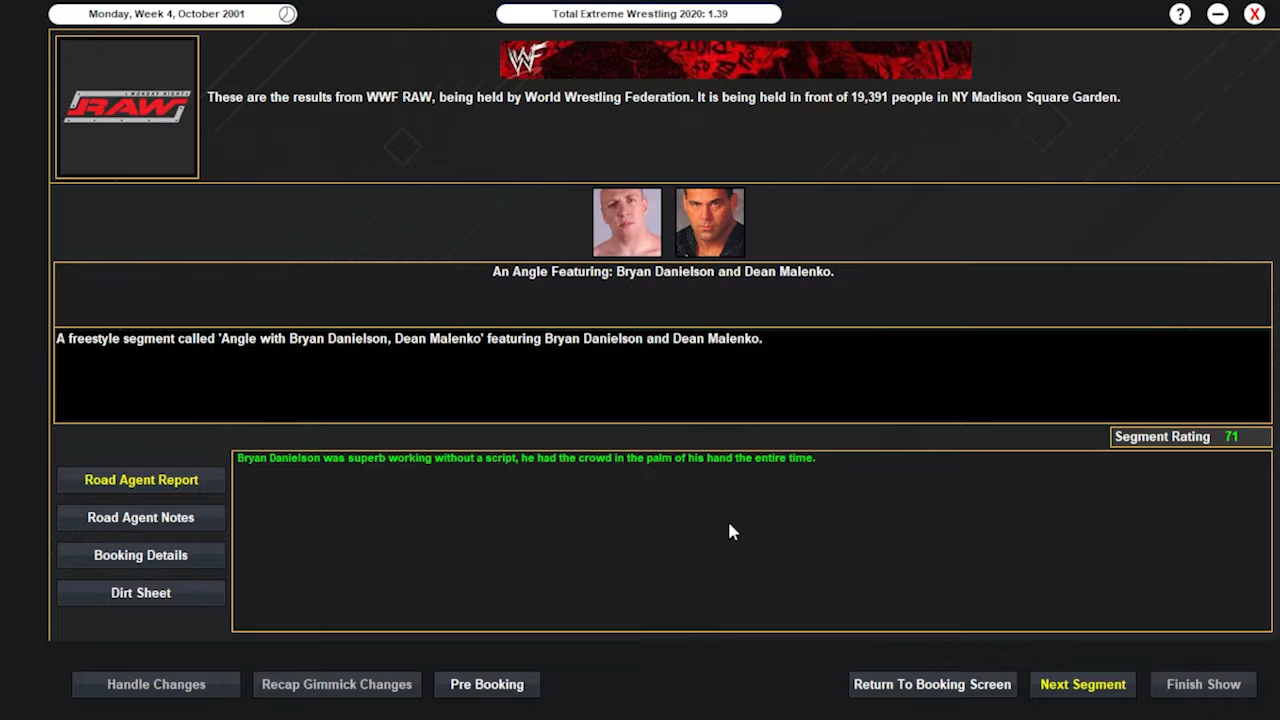 Monday, Week 4, October 2001
Total Extreme Wrestling 2020: 1.39
? X
WF
MONDAY NIGHT
RAW
These are the results from WWF RAW, being held by World Wrestling Federation. It is being held in front of 19,391 people in NY Madison Square Garden.
An Angle Featuring: Bryan Danielson and Dean Malenko.
A freestyle segment called 'Angle with Bryan Danielson, Dean Malenko' featuring Bryan Danielson and Dean Malenko.
Segment Rating 71
Bryan Danielson was superb working without a script, he had the crowd in the palm of his hand the entire time.
Road Agent Report
Road Agent Notes
Booking Details
Dirt Sheet
Handle Changes
Recap Gimmick Changes
Pre Booking
Return To Booking Screen
Next Segment
Finish Show